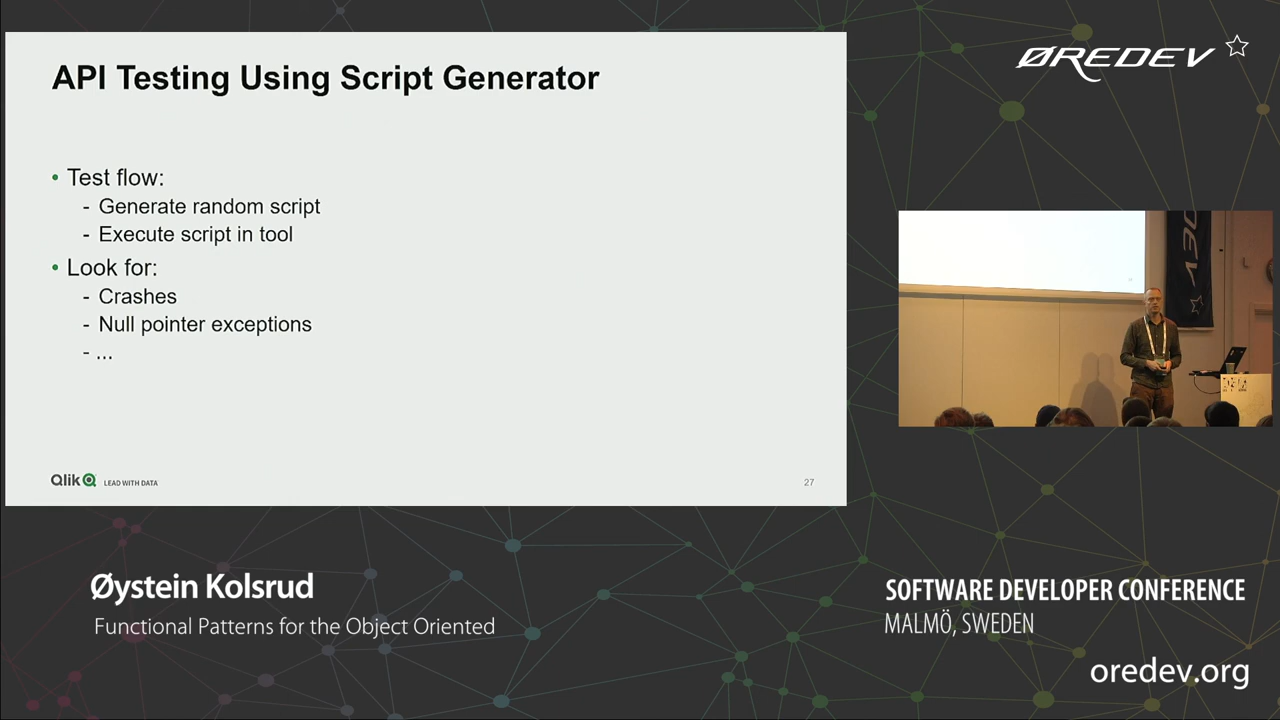 API Testing Using Script Generator
• Test flow:
- Generate random script
- Execute script in tool
• Look for:
- Crashes
- Null pointer exceptions
- ...
Qlik LEAD WITH DATA
27
ØREDEV
Øystein Kolsrud
Functional Patterns for the Object Oriented
SOFTWARE DEVELOPER CONFERENCE
MALMÖ, SWEDEN
oredev.org